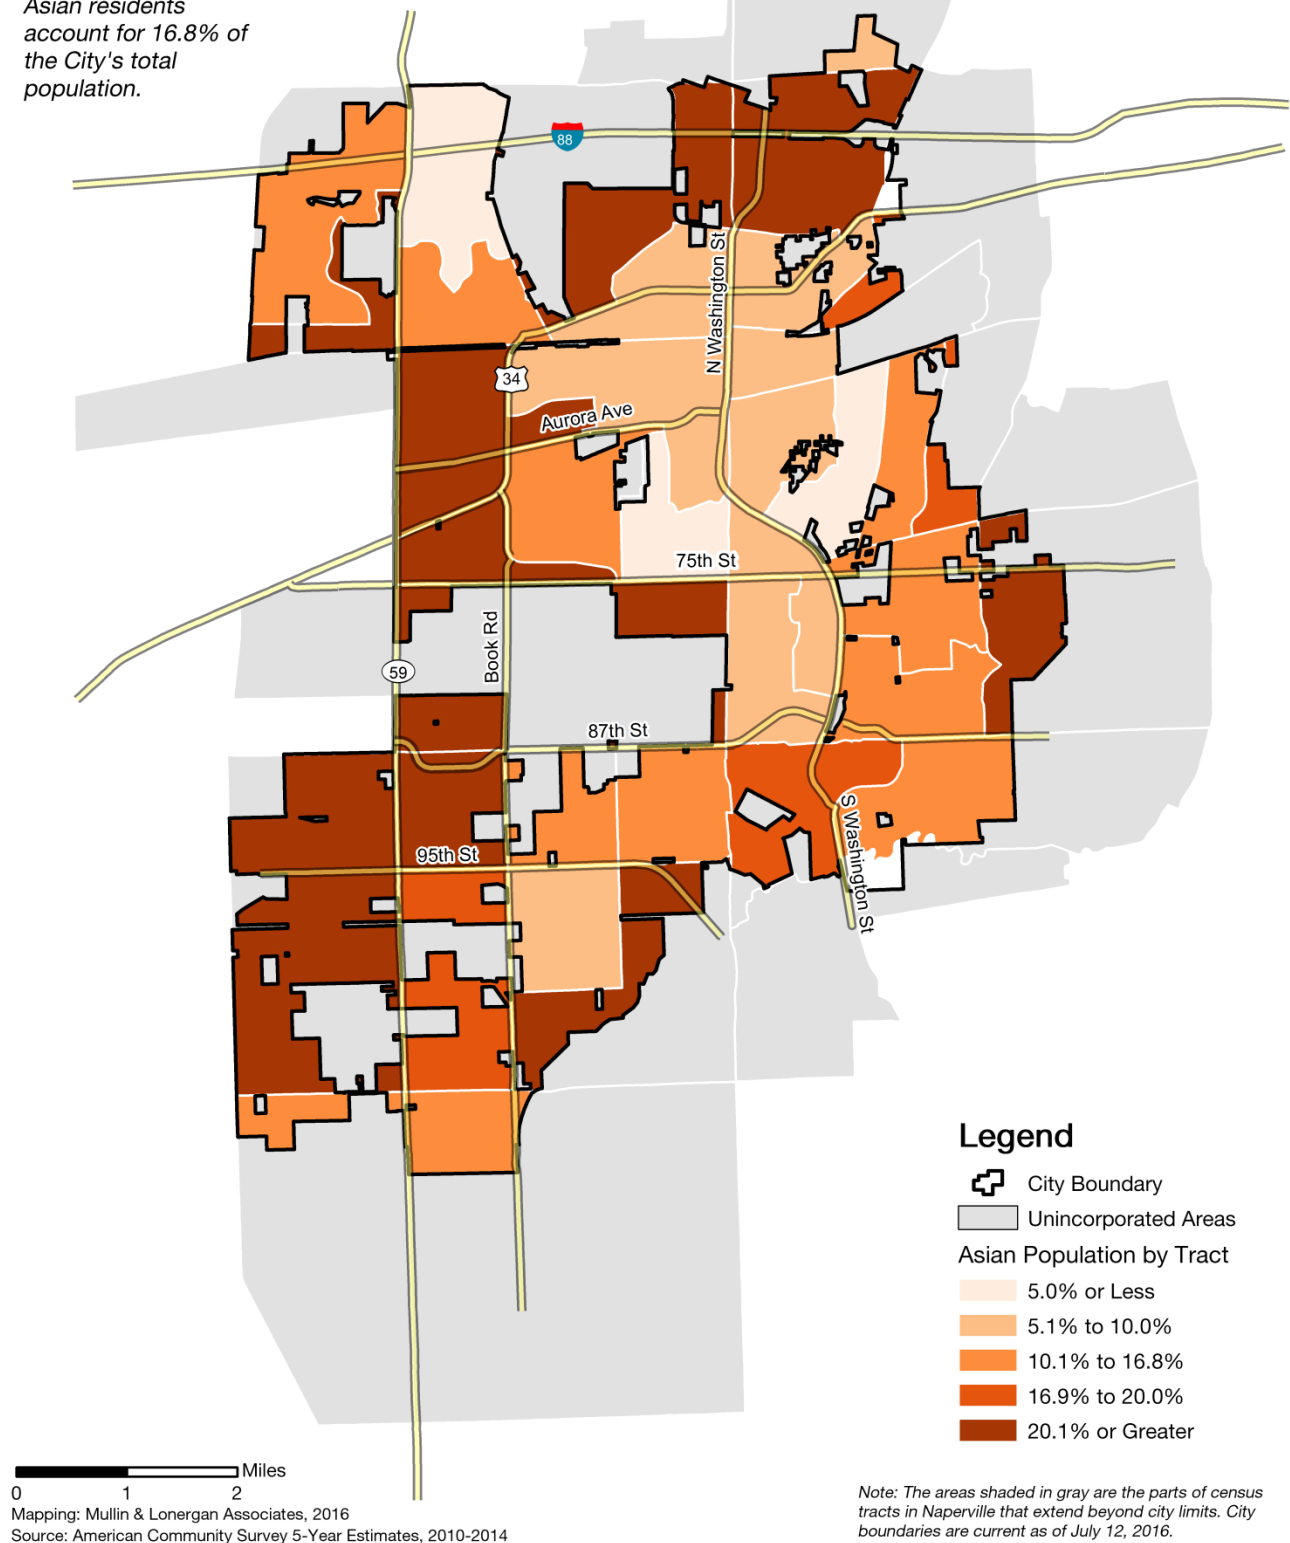 Asian residents
account for 16.8% of
the City's total
population.
88
N Washington St
34
Aurora Ave
75th St
Book Rd
59
87th St
S Washington St
95th St
Legend
City Boundary
Unincorporated Areas
Asian Population by Tract
5.0% or Less
5.1% to 10.0%
10.1% to 16.8%
16.9% to 20.0%
20.1% or Greater
Miles
0 1 2
Mapping: Mullin & Lonergan Associates, 2016
Source: American Community Survey 5-Year Estimates, 2010-2014
Note: The areas shaded in gray are the parts of census
tracts in Naperville that extend beyond city limits. City
boundaries are current as of July 12, 2016.